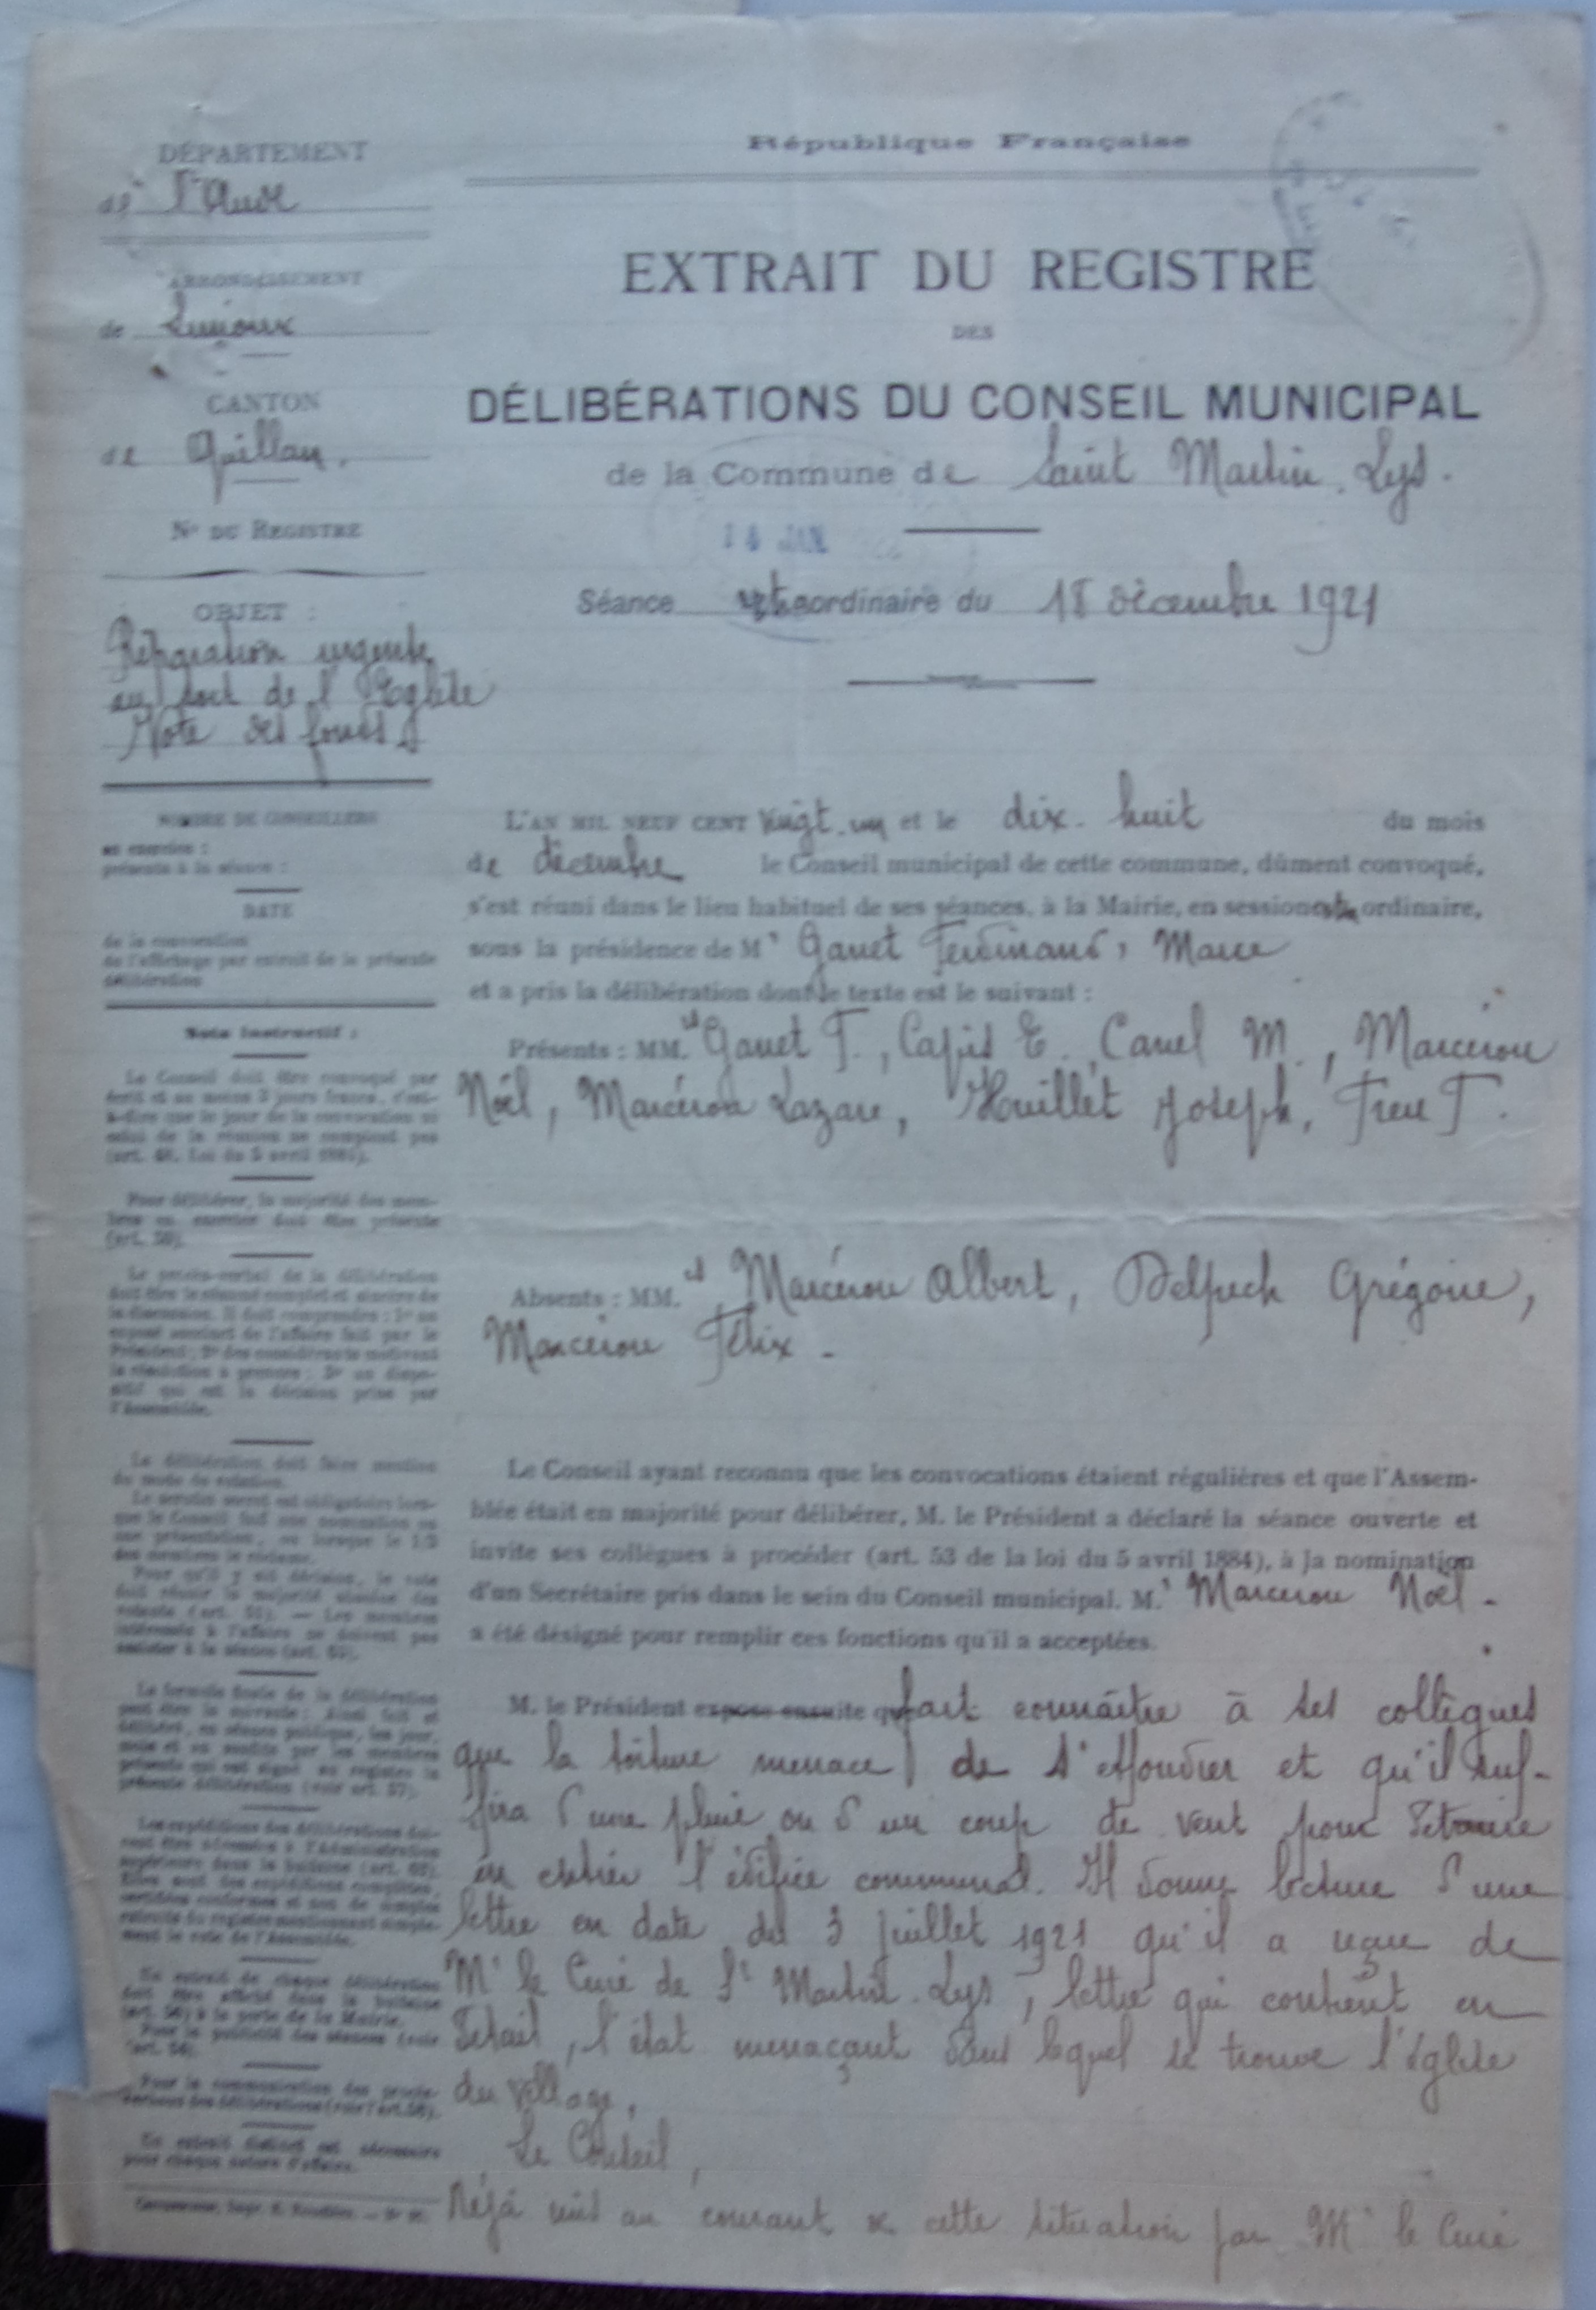 République Française
DÉPARTEMENT
de l'Aude
ARRONDISSEMENT
de Limoux
CANTON
de Quillan.
N° DU REGISTRE
OBJET :
Réparation urgente
au toit de l'Eglise
Vote des fonds
EXTRAIT DU REGISTRE
DES
DÉLIBÉRATIONS DU CONSEIL MUNICIPAL
de la Commune de Saint Martin. Lys.
JAN
Séance extraordinaire du 18 décembre 1921
NOMBRE DE CONSEILLERS
en exercice :
présents à la séance :
DATE
de la convocation
de l'affichage par extrait de la présente
délibération
Note Instructif :
Le Conseil doit être convoqué par
écrit et au moins 3 jours francs, c'est-
à-dire que le jour de la convocation ni
celui de la réunion ne comptent pas
(art. 48, Loi du 5 avril 1884).
Pour délibérer, la majorité des mem-
bres en exercice doit être présente
(art. 50).
Le procès-verbal de la délibération
doit être le résumé complet et sincère de
la discussion. Il doit comprendre : 1° un
exposé succinct de l'affaire fait par le
Président ; 2° des considérants motivant
la résolution à prendre ; 3° un dispo-
sitif qui est la décision prise par
l'Assemblée.
La délibération doit faire mention
du mode de votation.
Le scrutin secret est obligatoire lors-
que le Conseil fait une nomination ou
une présentation, ou lorsque le 1/3
des membres le réclame.
Pour qu'il y ait décision, le vote
doit réunir la majorité absolue des
votants (art. 51). — Les membres
intéressés à l'affaire ne doivent pas
assister à la séance (art. 64).
La formule finale de la délibération
peut être la suivante : Ainsi fait et
délibéré, en séance publique, les jour,
mois et an susdits par les membres
présents qui ont signé au registre la
présente délibération (voir art. 57).
Les expéditions des délibérations doi-
vent être adressées à l'Administration
supérieure dans la huitaine (art. 62).
Elles sont des expéditions complètes,
certifiées conformes et non de simples
extraits du registre mentionnant simple-
ment le vote de l'Assemblée.
Un extrait de chaque délibération
doit être affiché dans la huitaine
(art. 56) à la porte de la Mairie.
Pour la publicité des séances (voir
art. 54).
Pour la communication des procès-
verbaux des délibérations (voir l'art. 58).
Un extrait distinct est nécessaire
pour chaque nature d'affaire.
L'AN MIL NEUF CENT vingt-un et le dix-huit du mois
de décembre le Conseil municipal de cette commune, dûment convoqué,
s'est réuni dans le lieu habituel de ses séances, à la Mairie, en session extra ordinaire,
sous la présidence de Mr Gauet Ferdinand, Maire
et a pris la délibération dont le texte est le suivant :
Présents : MM.rs Gauet F., Capis E., Canel M., Marcerou
Noël, Marcérou Lazare, Houillet Joseph, F.
Absents : MM.rs Marcérou Albert, Delpech Grégoire,
Marcerou Félix.
Le Conseil ayant reconnu que les convocations étaient régulières et que l'Assem-
blée était en majorité pour délibérer, M. le Président a déclaré la séance ouverte et
invite ses collègues à procéder (art. 53 de la loi du 5 avril 1884), à la nomination
d'un Secrétaire pris dans le sein du Conseil municipal. M.r Marcerou Noël.
a été désigné pour remplir ces fonctions qu'il a acceptées.
M. le Président expose ensuite que fait connaître à ses collègues
que la toiture menace de s'effondrer et qu'il suf-
fira d'une pluie ou d'un coup de vent pour détruire
en entier l'édifice communal. Il donne lecture d'une
lettre en date du 3 juillet 1921 qu'il a reçue de
Mr le Curé de St Martin. Lys, lettre qui contient en
détail, l'état menaçant dans lequel se trouve l'église
du village.
Le Conseil,
Déjà mis au courant de cette situation par Mr le Curé